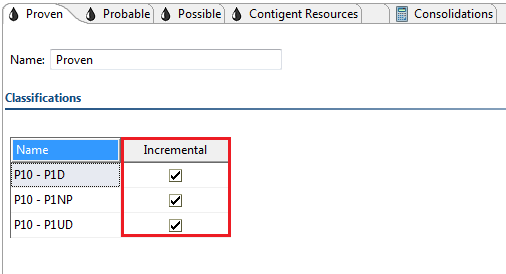 Proven Probable Possible Contigent Resources Consolidations
Name: Proven
Classifications
Name Incremental
P10 - P1D
P10 - P1NP
P10 - P1UD